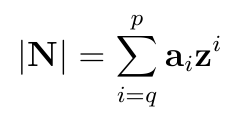 |𝐍| = ∑_{i=q}^{p} 𝐚_i 𝐳^i